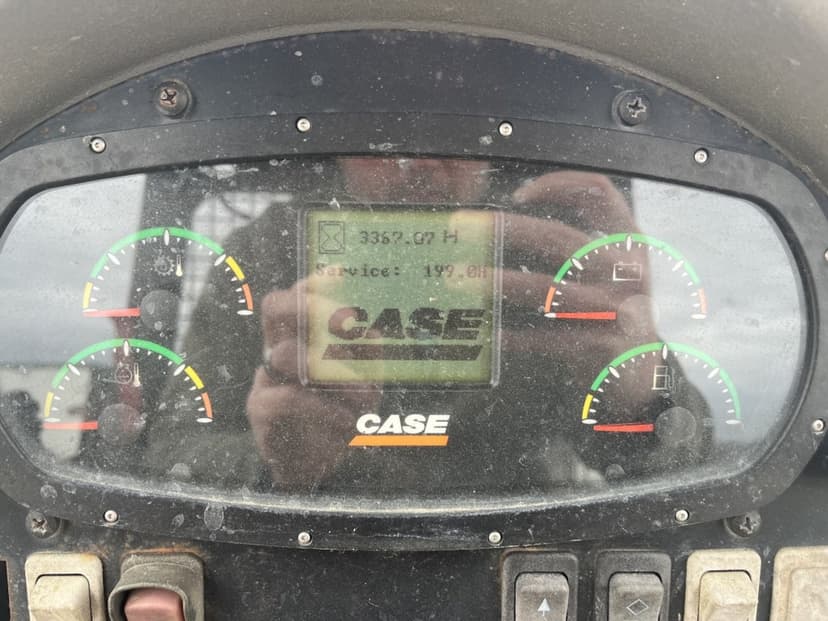 3367.07 H
Service: 199.0H
CASE
CASE